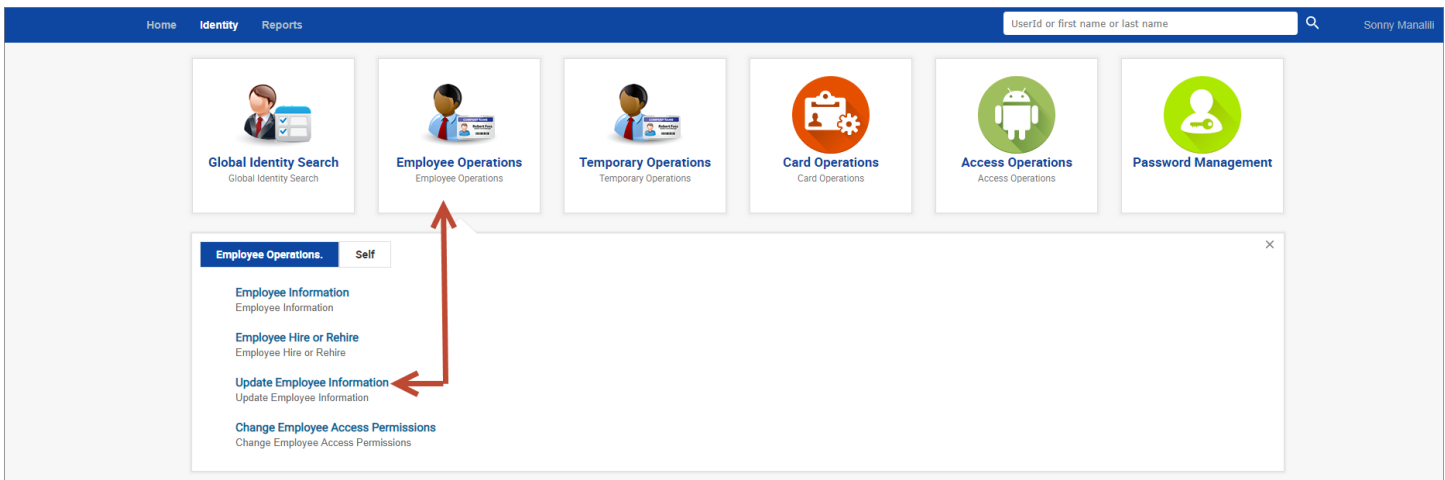 Home Identity Reports UserId or first name or last name Sonny Manalili
Global Identity Search
Global Identity Search
Employee Operations
Employee Operations
Temporary Operations
Temporary Operations
Card Operations
Card Operations
Access Operations
Access Operations
Password Management
Employee Operations. Self
Employee Information
Employee Information
Employee Hire or Rehire
Employee Hire or Rehire
Update Employee Information
Update Employee Information
Change Employee Access Permissions
Change Employee Access Permissions